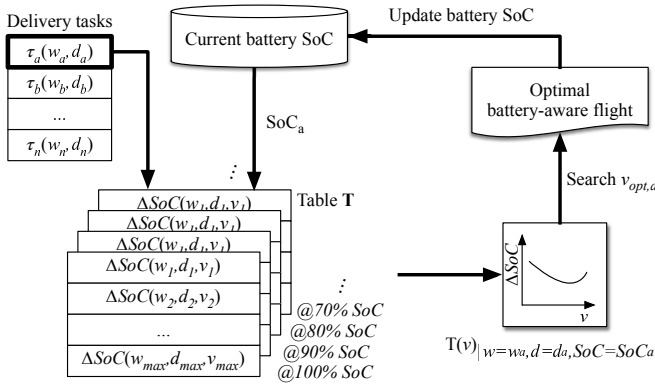 Delivery tasks
τa(wa,da)
τb(wb,db)
...
τn(wn,dn)
Current battery SoC
SoCa
Update battery SoC
Optimal
battery-aware flight
Search vopt,a
...
Table T
ΔSoC(w1,d1,v1)
ΔSoC(w1,d1,v1)
ΔSoC(w1,d1,v1)
ΔSoC(w1,d1,v1)
ΔSoC(w2,d2,v2)
...
ΔSoC(wmax,dmax,vmax)
...
@70% SoC
@80% SoC
@90% SoC
@100% SoC
ΔSoC
v
T(v)|w=wa,d=da,SoC=SoCa